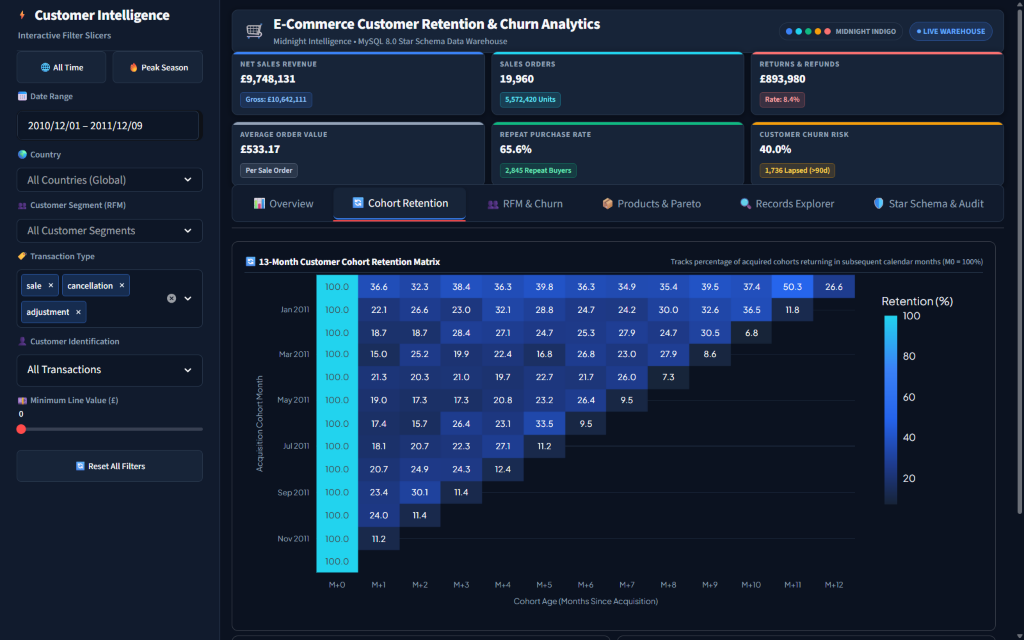 Customer Intelligence
Interactive Filter Slicers
All Time
Peak Season
Date Range
2010/12/01 – 2011/12/09
Country
All Countries (Global)
Customer Segment (RFM)
All Customer Segments
Transaction Type
sale ×
cancellation ×
adjustment ×
Customer Identification
All Transactions
Minimum Line Value (£)
0
Reset All Filters
E-Commerce Customer Retention & Churn Analytics
Midnight Intelligence • MySQL 8.0 Star Schema Data Warehouse
MIDNIGHT INDIGO
LIVE WAREHOUSE
NET SALES REVENUE
£9,748,131
Gross: £10,642,111
SALES ORDERS
19,960
5,572,420 Units
RETURNS & REFUNDS
£893,980
Rate: 8.4%
AVERAGE ORDER VALUE
£533.17
Per Sale Order
REPEAT PURCHASE RATE
65.6%
2,845 Repeat Buyers
CUSTOMER CHURN RISK
40.0%
1,736 Lapsed (>90d)
Overview
Cohort Retention
RFM & Churn
Products & Pareto
Records Explorer
Star Schema & Audit
13-Month Customer Cohort Retention Matrix
Tracks percentage of acquired cohorts returning in subsequent calendar months (M0 = 100%)
Acquisition Cohort Month
100.0 36.6 32.3 38.4 36.3 39.8 36.3 34.9 35.4 39.5 37.4 50.3 26.6
Jan 2011 100.0 22.1 26.6 23.0 32.1 28.8 24.7 24.2 30.0 32.6 36.5 11.8
100.0 18.7 18.7 28.4 27.1 24.7 25.3 27.9 24.7 30.5 6.8
Mar 2011 100.0 15.0 25.2 19.9 22.4 16.8 26.8 23.0 27.9 8.6
100.0 21.3 20.3 21.0 19.7 22.7 21.7 26.0 7.3
May 2011 100.0 19.0 17.3 17.3 20.8 23.2 26.4 9.5
100.0 17.4 15.7 26.4 23.1 33.5 9.5
Jul 2011 100.0 18.1 20.7 22.3 27.1 11.2
100.0 20.7 24.9 24.3 12.4
Sep 2011 100.0 23.4 30.1 11.4
100.0 24.0 11.4
Nov 2011 100.0 11.2
100.0
M+0 M+1 M+2 M+3 M+4 M+5 M+6 M+7 M+8 M+9 M+10 M+11 M+12
Cohort Age (Months Since Acquisition)
Retention (%)
100
80
60
40
20